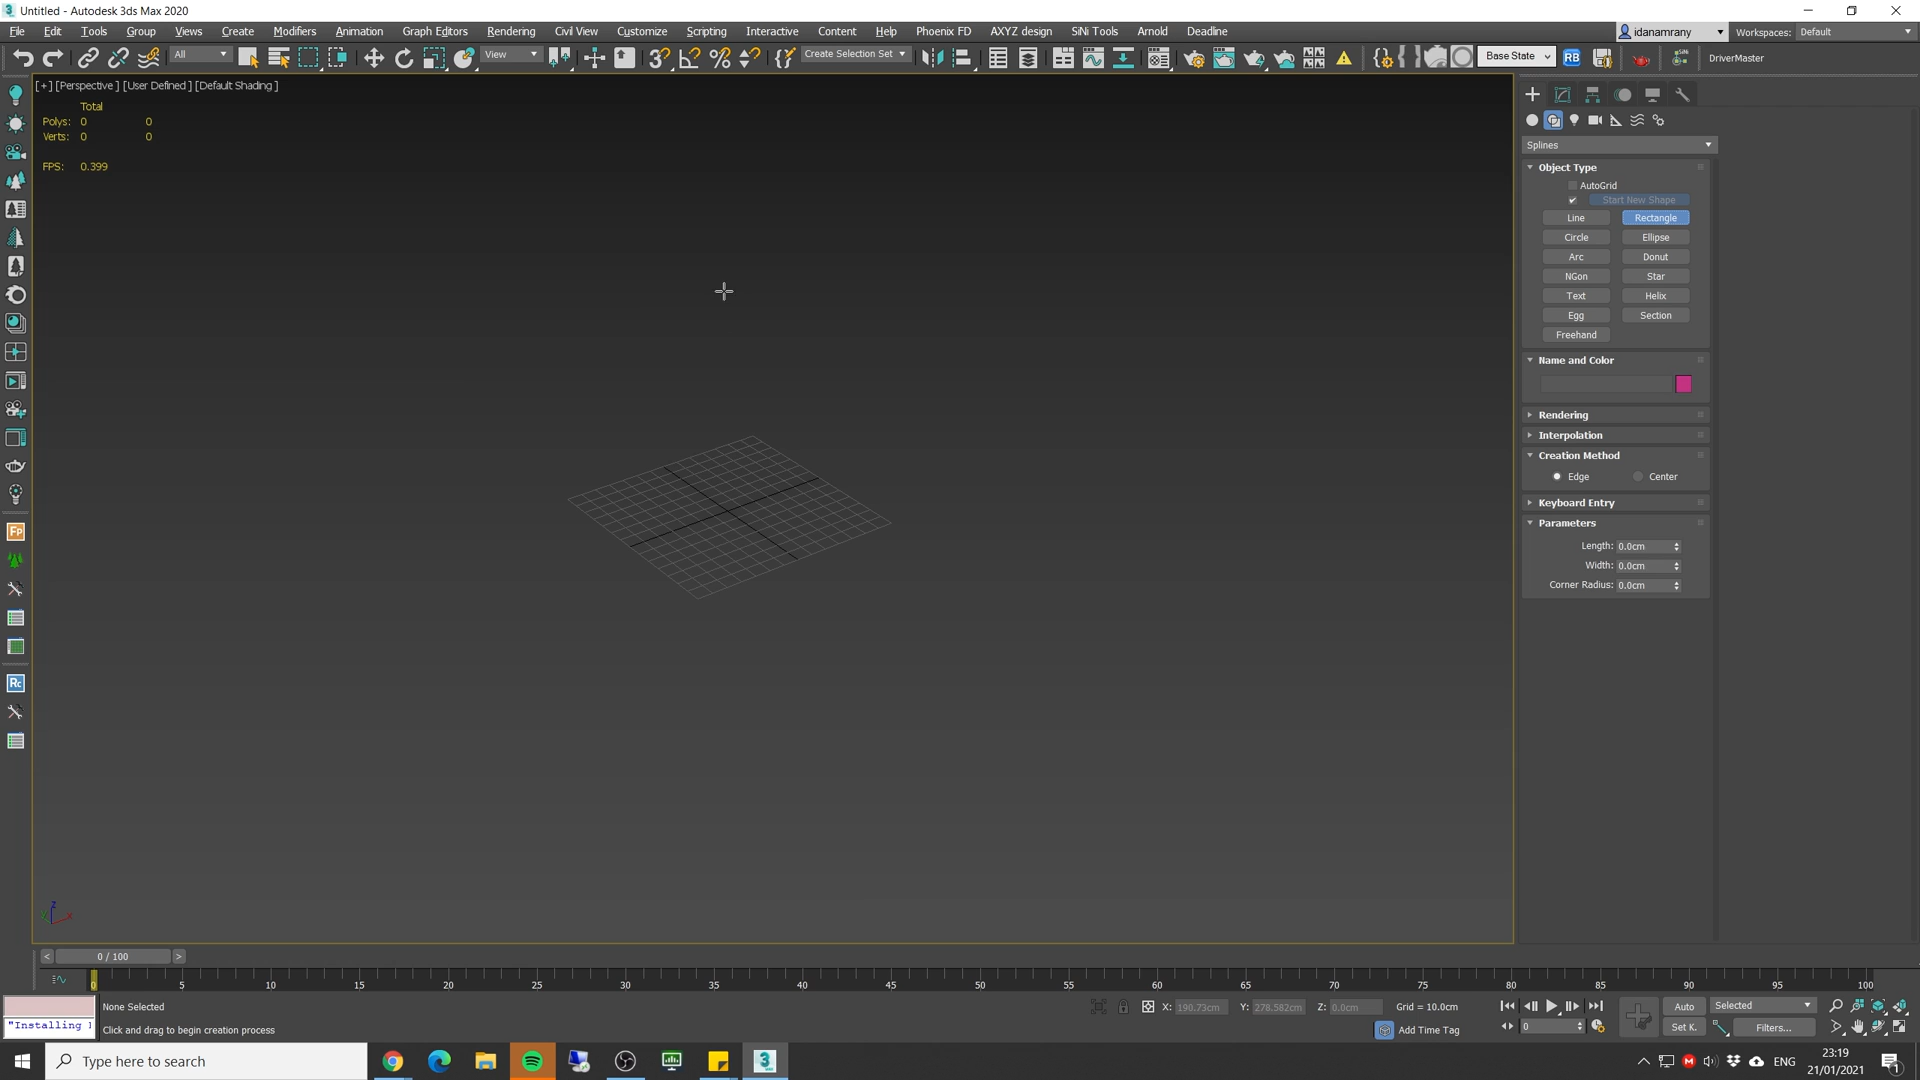 Untitled - Autodesk 3ds Max 2020
File Edit Tools Group Views Create Modifiers Animation Graph Editors Rendering Civil View Customize Scripting Interactive Content Help Phoenix FD AXYZ design SiNi Tools Arnold Deadline
idanamrany Workspaces: Default
All View Create Selection Set Base State RB DriverMaster
[+] [Perspective] [User Defined] [Default Shading]
Total
Polys: 0 0
Verts: 0 0
FPS: 0.399
Splines
Object Type
AutoGrid
Start New Shape
Line Rectangle
Circle Ellipse
Arc Donut
NGon Star
Text Helix
Egg Section
Freehand
Name and Color
Rendering
Interpolation
Creation Method
Edge Center
Keyboard Entry
Parameters
Length: 0.0cm
Width: 0.0cm
Corner Radius: 0.0cm
Fp
Rc
z
x
< 0 / 100 >
0 5 10 15 20 25 30 35 40 45 50 55 60 65 70 75 80 85 90 95 100
None Selected
X: 190.73cm Y: 278.582cm Z: 0.0cm Grid = 10.0cm
Auto Selected
"Installing
Click and drag to begin creation process
Add Time Tag
0
Set K. Filters...
Type here to search
ENG
23:19
21/01/2021
1